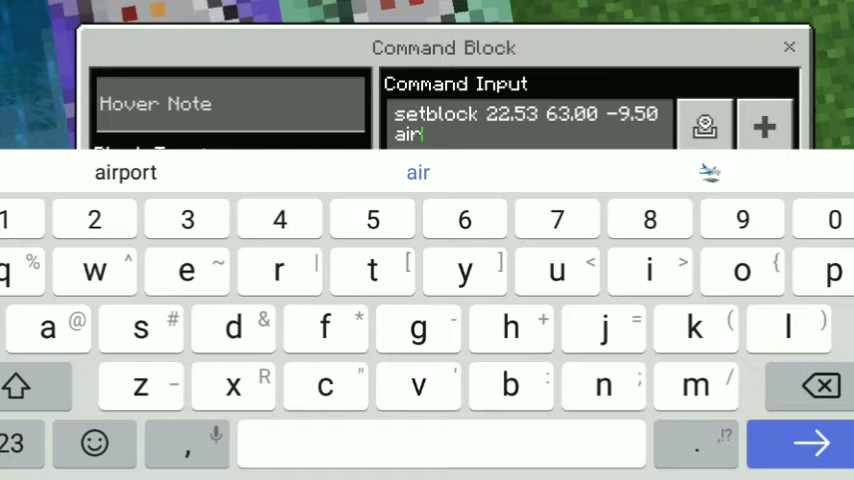 Command Block
Hover Note
Command Input
setblock 22.53 63.00 -9.50
air
airport air
1 2 3 4 5 6 7 8 9 0
q % w ^ e ~ r | t [ y ] u < i > o { p
a @ s # d & f * g - h + j = k ( l )
z _ x R c " v ' b : n ; m /
23 , . ,!?